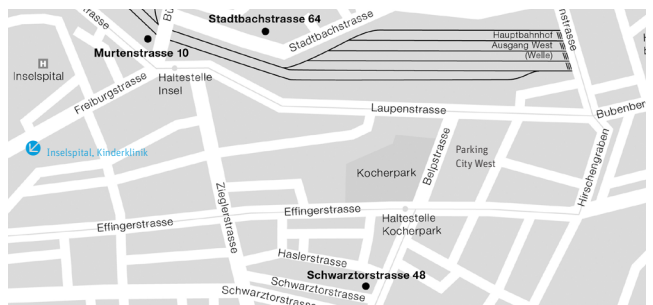 Stadtbachstrasse 64
Stadtbachstrasse
Hauptbahnhof
Ausgang West
(Welle)
Murtenstrasse 10
H
Inselspital
Haltestelle
Insel
Freiburgstrasse
Laupenstrasse
Bubenber
Inselspital, Kinderklinik
Kocherpark
Belpstrasse
Parking
City West
Hirschengraben
Zieglerstrasse
Effingerstrasse
Effingerstrasse
Haltestelle
Kocherpark
Haslerstrasse
Schwarztorstrasse 48
Schwarztorstrasse
Schwarztorstrasse